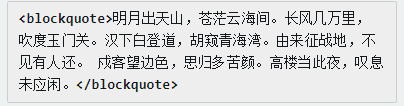 <blockquote>明月出天山，苍茫云海间。长风几万里，
吹度玉门关。汉下白登道，胡窥青海湾。由来征战地，不
见有人还。 戍客望边色，思归多苦颜。高楼当此夜，叹息
未应闲。</blockquote>